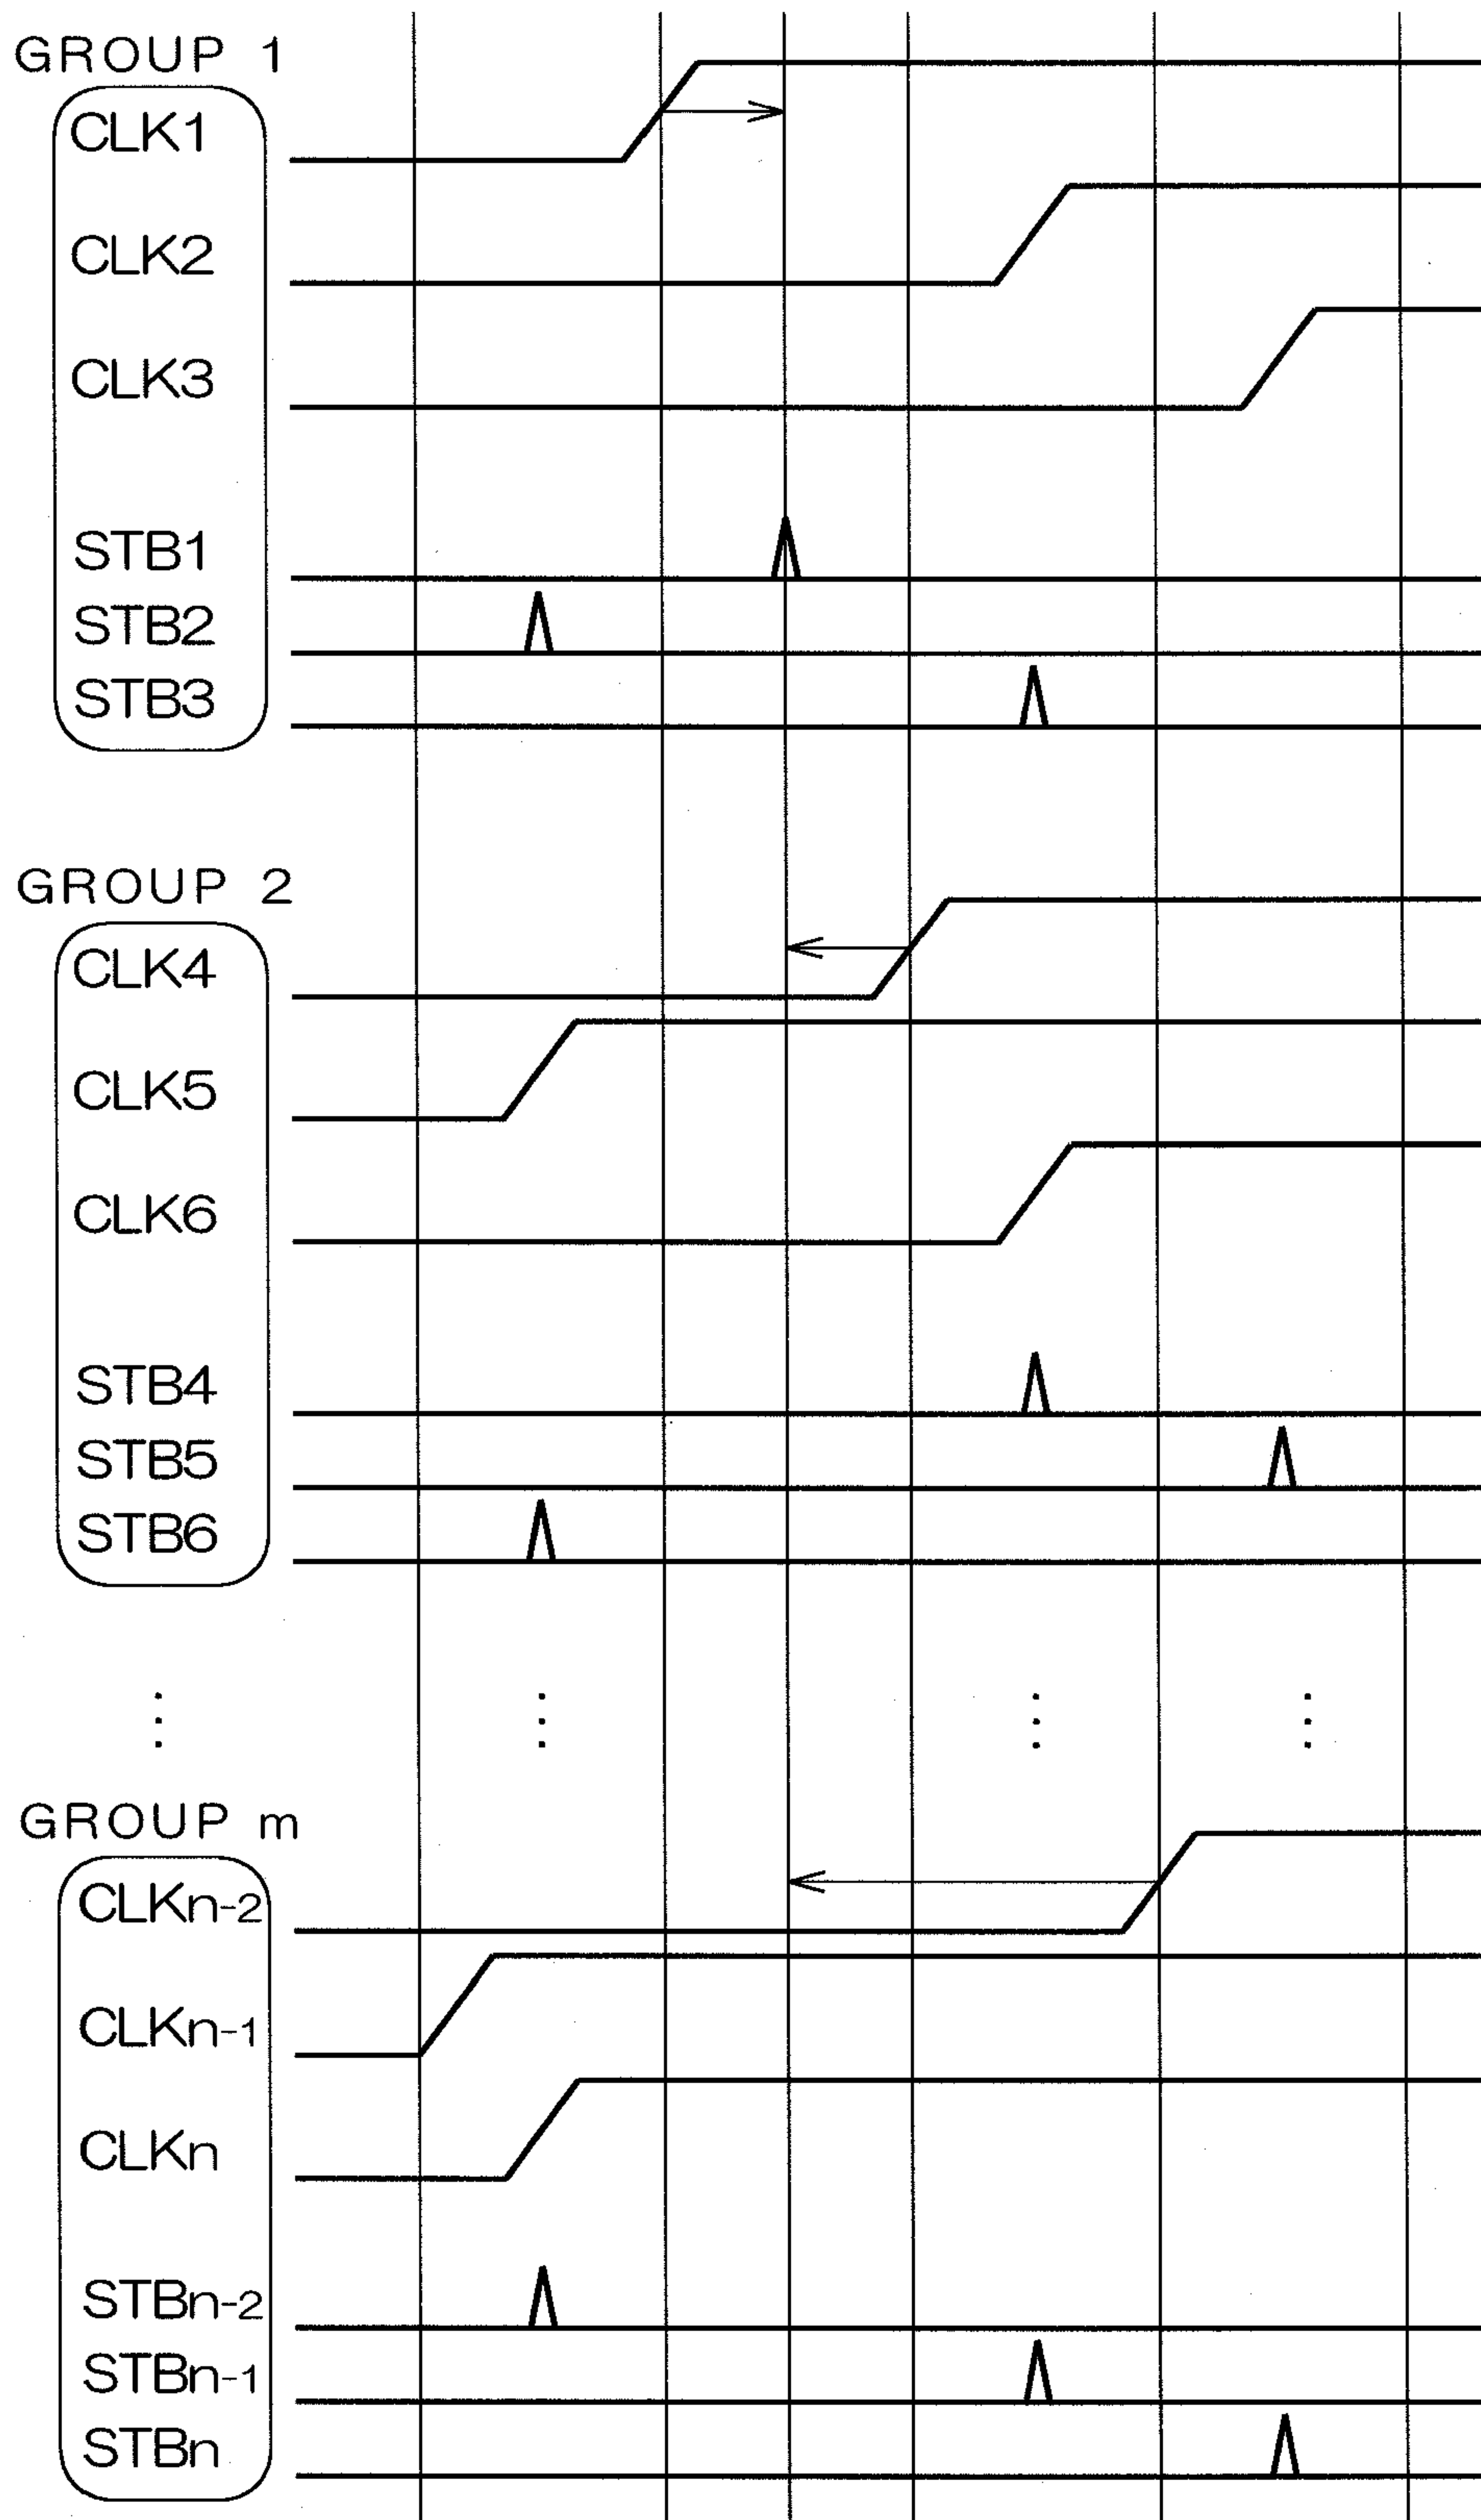 GROUP 1
CLK1
CLK2
CLK3
STB1
STB2
STB3
GROUP 2
CLK4
CLK5
CLK6
STB4
STB5
STB6
GROUP m
CLKn-2
CLKn-1
CLKn
STBn-2
STBn-1
STBn